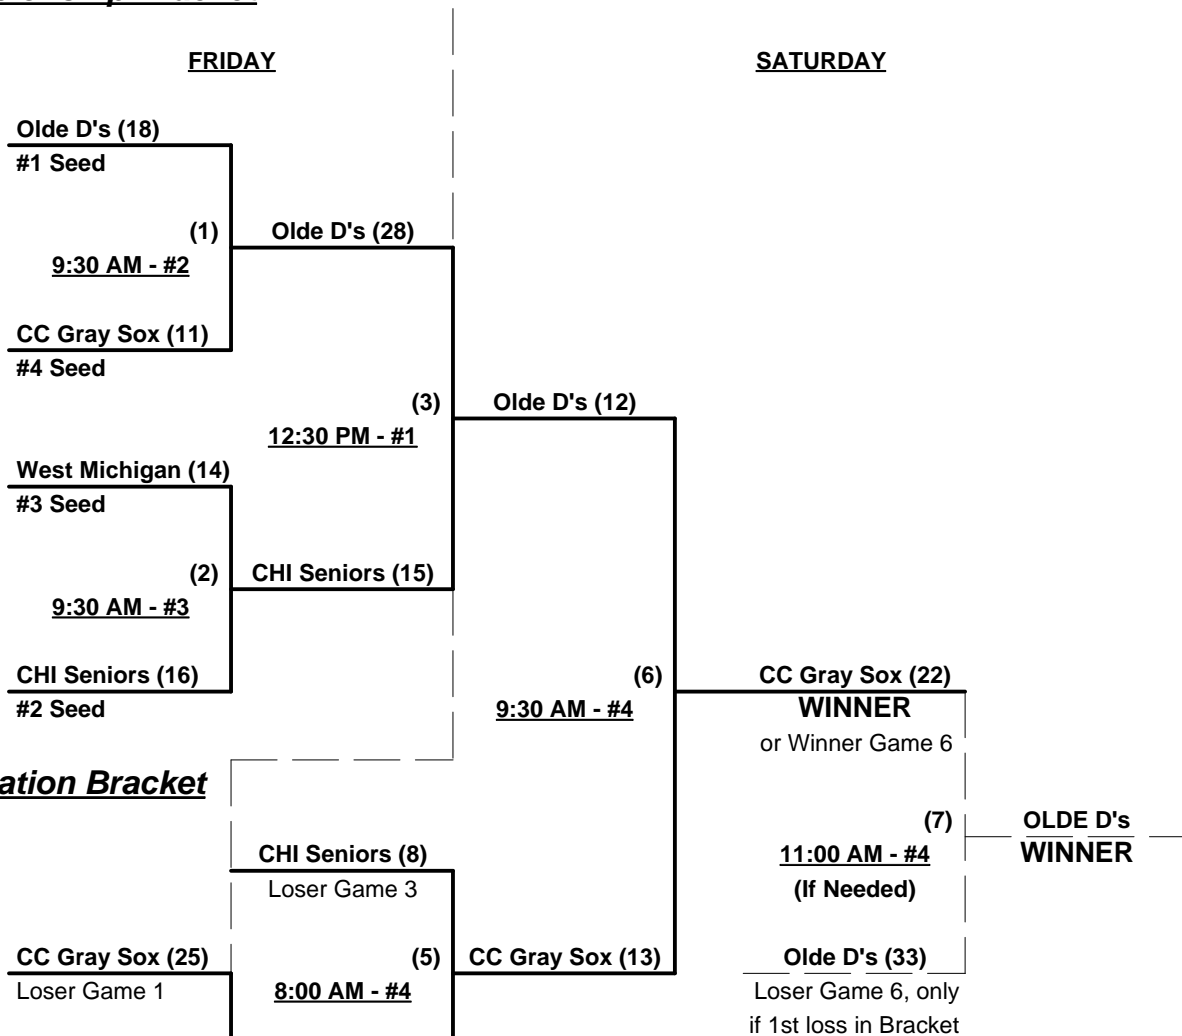 FRIDAY
SATURDAY
Olde D's (18)
#1 Seed
(1)
Olde D's (28)
9:30 AM - #2
CC Gray Sox (11)
#4 Seed
(3)
Olde D's (12)
12:30 PM - #1
West Michigan (14)
#3 Seed
(2)
CHI Seniors (15)
9:30 AM - #3
CHI Seniors (16)
#2 Seed
(6)
CC Gray Sox (22)
9:30 AM - #4
WINNER
or Winner Game 6
ation Bracket
(7)
OLDE D's
11:00 AM - #4
WINNER
(If Needed)
CHI Seniors (8)
Loser Game 3
CC Gray Sox (25)
(5)
CC Gray Sox (13)
Olde D's (33)
Loser Game 1
8:00 AM - #4
Loser Game 6, only
if 1st loss in Bracket